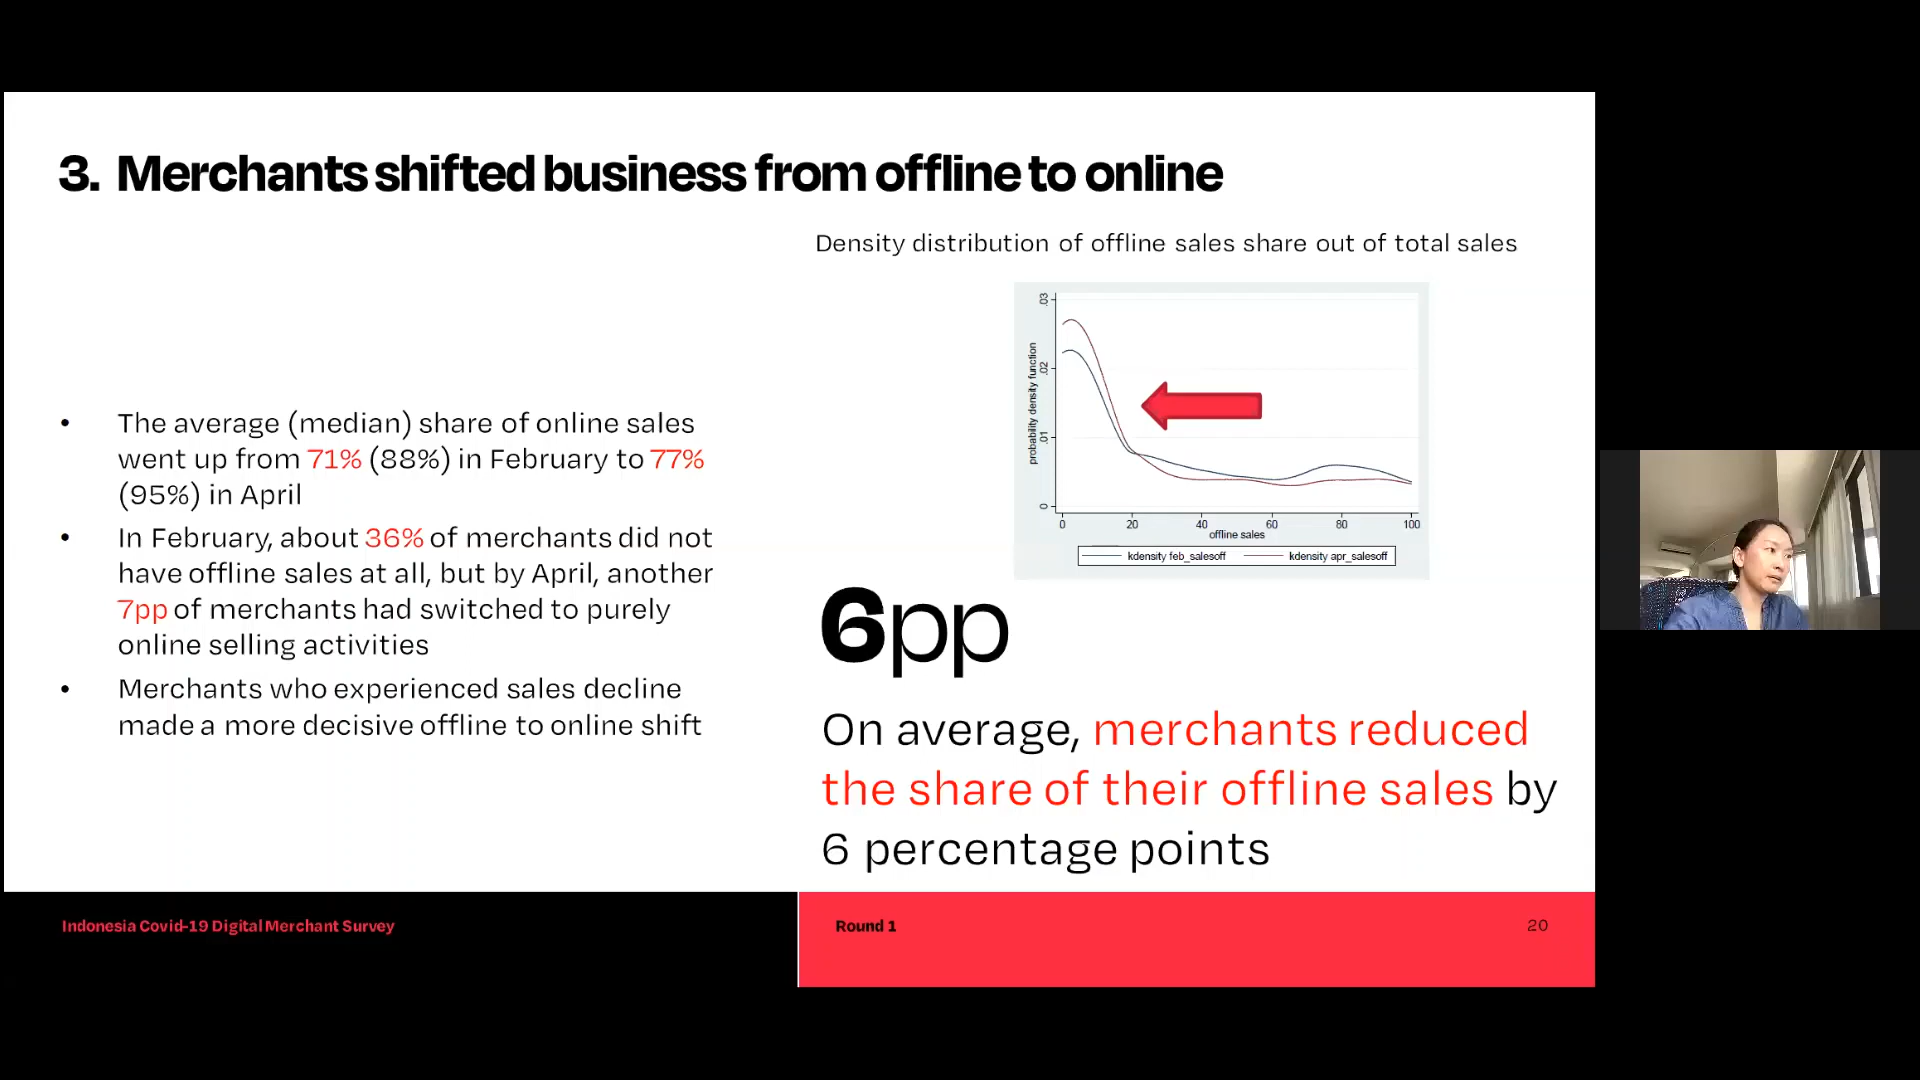 3. Merchants shifted business from offline to online
• The average (median) share of online sales
went up from 71% (88%) in February to 77%
(95%) in April
• In February, about 36% of merchants did not
have offline sales at all, but by April, another
7pp of merchants had switched to purely
online selling activities
• Merchants who experienced sales decline
made a more decisive offline to online shift
Density distribution of offline sales share out of total sales
probability density function
.03
.02
.01
0
0 20 40 60 80 100
offline sales
kdensity feb_salesoff kdensity apr_salesoff
6pp
On average, merchants reduced
the share of their offline sales by
6 percentage points
Indonesia Covid-19 Digital Merchant Survey
Round 1
20